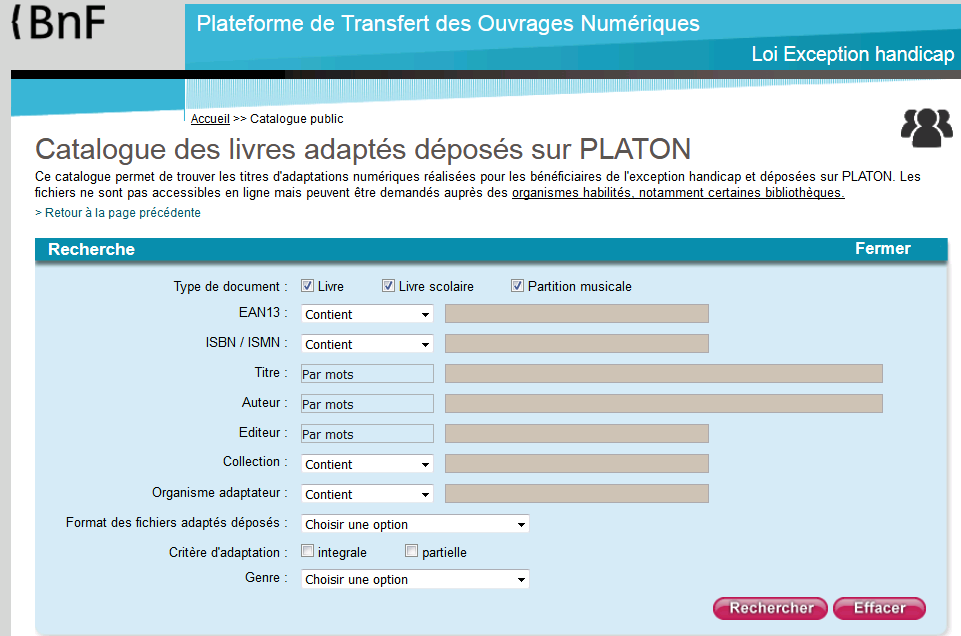 {BnF
Plateforme de Transfert des Ouvrages Numériques
Loi Exception handicap
Accueil >> Catalogue public
Catalogue des livres adaptés déposés sur PLATON
Ce catalogue permet de trouver les titres d'adaptations numériques réalisées pour les bénéficiaires de l'exception handicap et déposées sur PLATON. Les
fichiers ne sont pas accessibles en ligne mais peuvent être demandés auprès des organismes habilités, notamment certaines bibliothèques.
> Retour à la page précédente
Recherche Fermer
Type de document : Livre Livre scolaire Partition musicale
EAN13 : Contient
ISBN / ISMN : Contient
Titre : Par mots
Auteur : Par mots
Editeur : Par mots
Collection : Contient
Organisme adaptateur : Contient
Format des fichiers adaptés déposés : Choisir une option
Critère d'adaptation : integrale partielle
Genre : Choisir une option
Rechercher Effacer